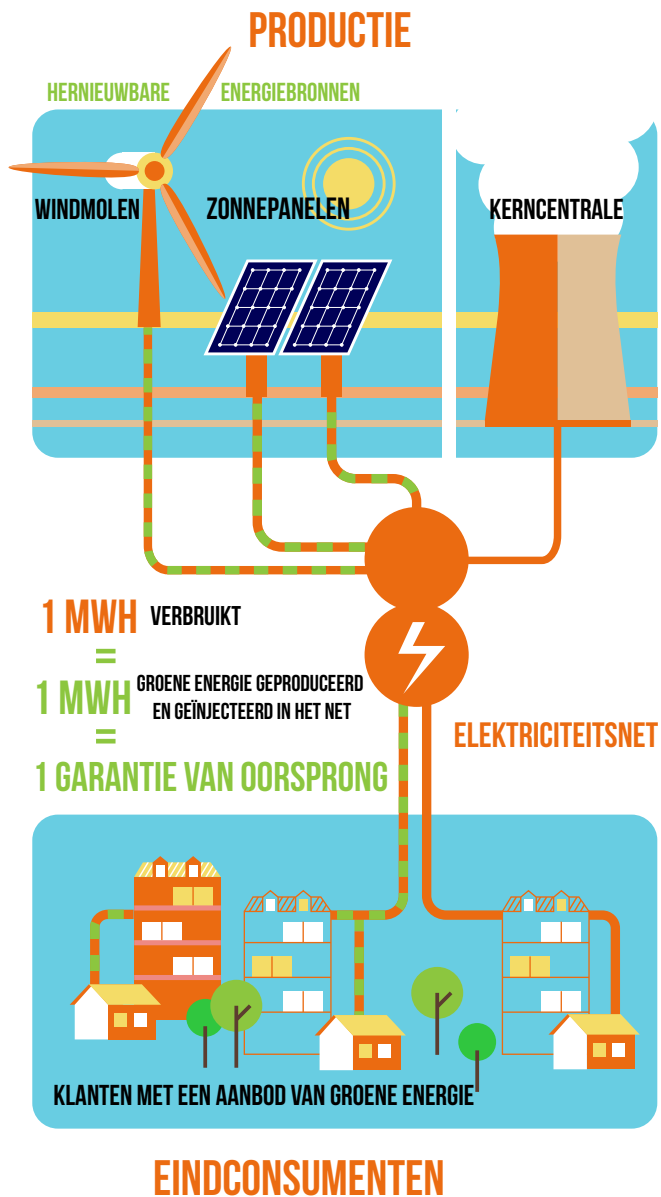 PRODUCTIE
HERNIEUWBARE ENERGIEBRONNEN
WINDMOLEN
ZONNEPANELEN
KERNCENTRALE
1 MWH VERBRUIKT
=
1 MWH GROENE ENERGIE GEPRODUCEERD
EN GEÏNJECTEERD IN HET NET
=
1 GARANTIE VAN OORSPRONG
ELEKTRICITEITSNET
KLANTEN MET EEN AANBOD VAN GROENE ENERGIE
EINDCONSUMENTEN